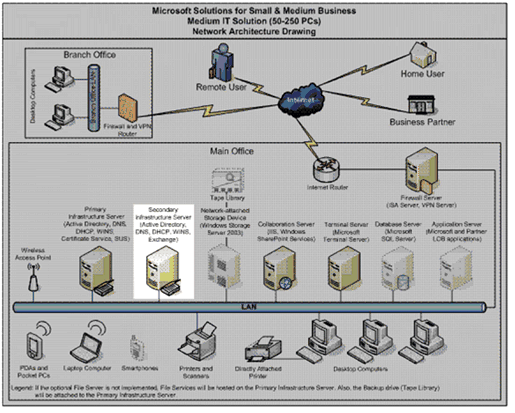 Microsoft Solutions for Small & Medium Business
Medium IT Solution (50-250 PCs)
Network Architecture Drawing
Branch Office
Desktop Computers
Branch Office LAN
Firewall and VPN
Router
Remote User
Internet
Home User
Business Partner
Main Office
Internet Router
Firewall Server
(ISA Server, VPN Server)
Tape Library
Primary
Infrastructure Server
(Active Directory, DNS,
DHCP, WINS,
Certificate Service, SUS)
Secondary
Infrastructure Server
(Active Directory,
DNS, DHCP, WINS,
Exchange)
Network-attached
Storage Device
(Windows Storage
Server 2003)
Collaboration Server
(IIS, Windows
SharePoint Services)
Terminal Server
(Microsoft
Terminal Server)
Database Server
(Microsoft
SQL Server)
Application Server
(Microsoft and Partner
LOB applications)
Wireless
Access Point
LAN
PDAs and
Pocket PCs
Laptop Computer
Smartphones
Printers and
Scanners
Directly Attached
Printer
Desktop Computers
Legend: If the optional File Server is not implemented, File Services will be hosted on the Primary Infrastructure Server. Also, the Backup drive (Tape Library)
will be attached to the Primary Infrastructure Server.